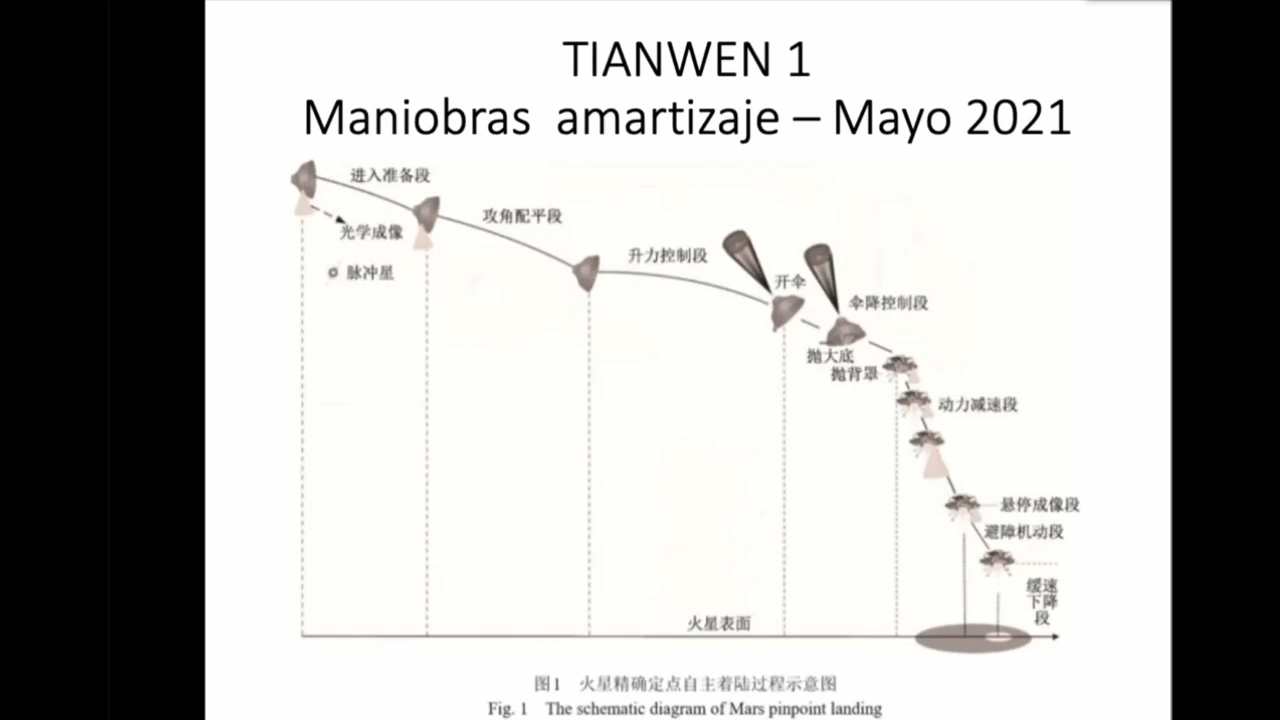 TIANWEN 1
Maniobras amartizaje – Mayo 2021
进入准备段
光学成像
脉冲星
攻角配平段
升力控制段
开伞
伞降控制段
抛大底
抛背罩
动力减速段
悬停成像段
避障机动段
缓速
下降
段
火星表面
图1 火星精确定点自主着陆过程示意图
Fig. 1 The schematic diagram of Mars pinpoint landing